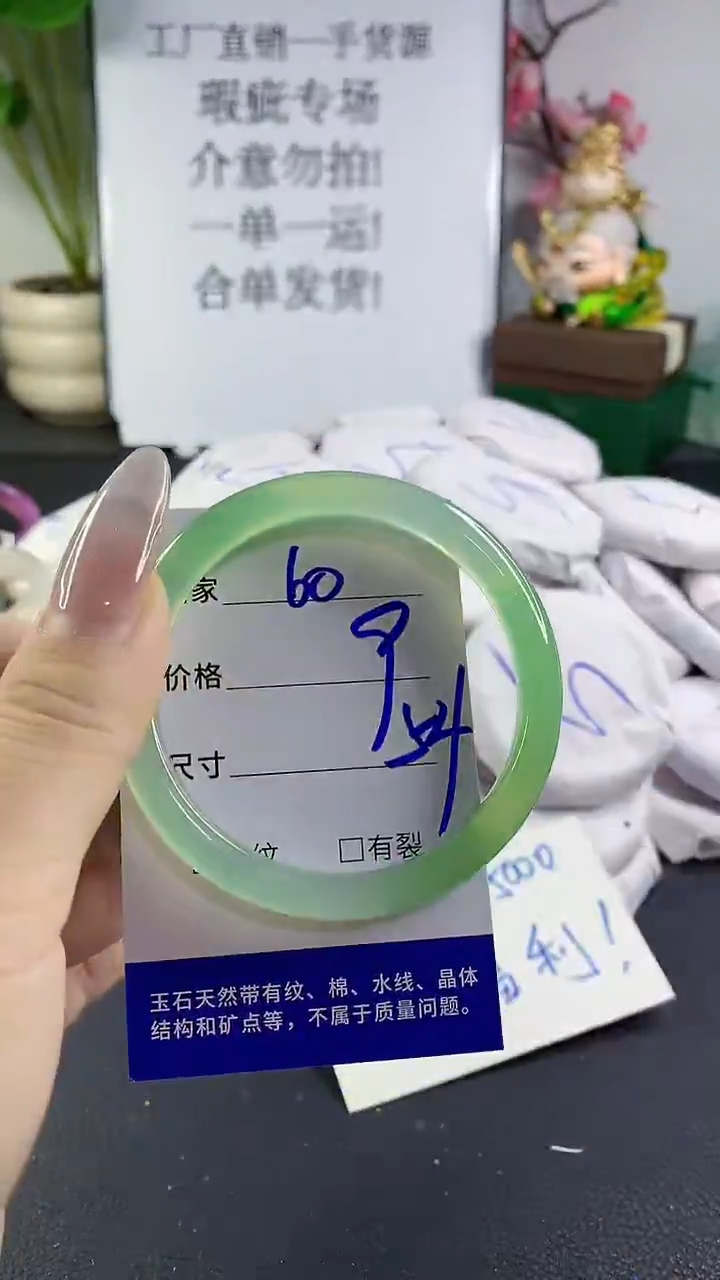 工厂直销一手货源
瑕疵专场
介意勿拍!
一单一运!
合单发货!
家 60
价格
尺寸
纹 □有裂
5000
利!
玉石天然带有纹、棉、水线、晶体
结构和矿点等，不属于质量问题。